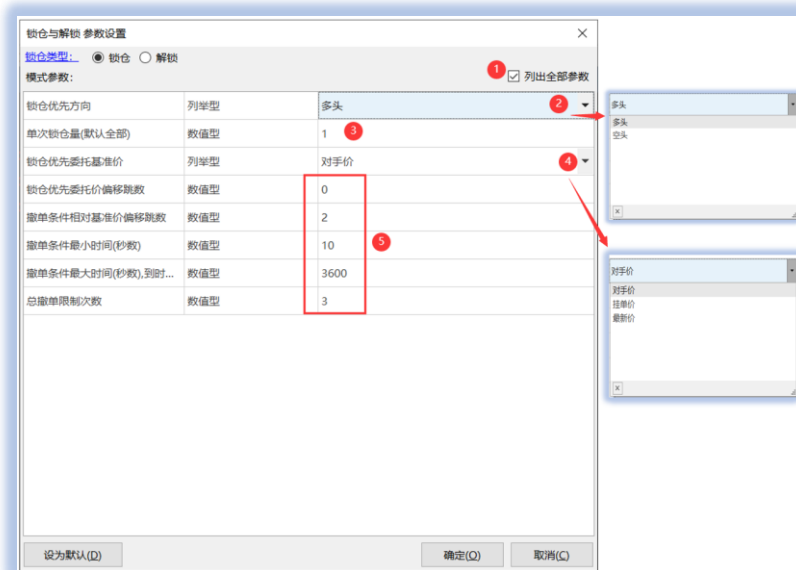 锁仓与解锁 参数设置
锁仓类型： 锁仓 解锁
模式参数： 1 列出全部参数
锁仓优先方向 列举型 多头 2
单次锁仓量(默认全部) 数值型 1 3
锁仓优先委托基准价 列举型 对手价 4
锁仓优先委托价偏移跳数 数值型 0
撤单条件相对基准价偏移跳数 数值型 2
撤单条件最小时间(秒数) 数值型 10 5
撤单条件最大时间(秒数),到时... 数值型 3600
总撤单限制次数 数值型 3
设为默认(D) 确定(O) 取消(C)
多头
多头
空头
对手价
对手价
挂单价
最新价